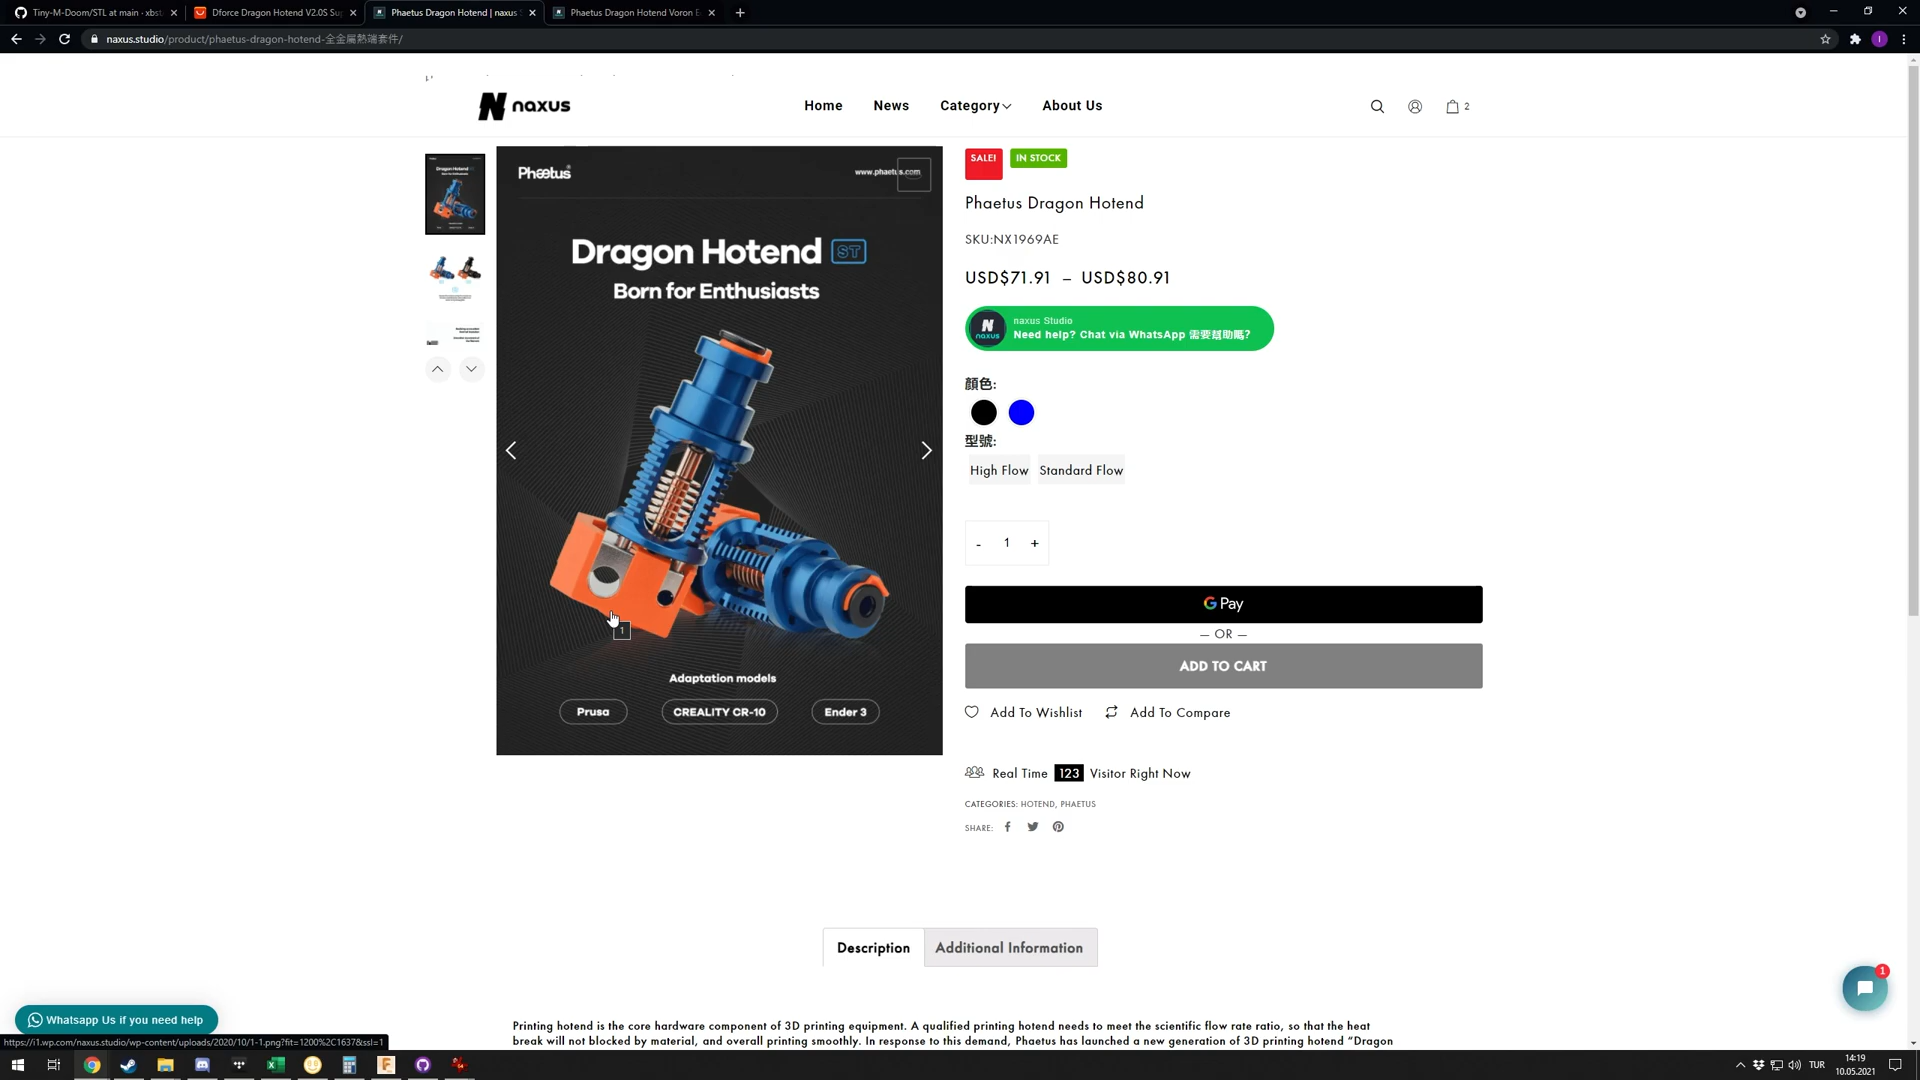 Tiny-M-Doom/STL at main · xbst
Dforce Dragon Hotend V2.0S Sup
Phaetus Dragon Hotend | naxus
Phaetus Dragon Hotend Voron E
naxus.studio/product/phaetus-dragon-hotend-全金屬熱端套件/
naxus
Home
News
Category
About Us
2
Phaetus
www.phaetus.com
Dragon Hotend ST
Born for Enthusiasts
Adaptation models
Prusa
CREALITY CR-10
Ender 3
1
SALE!
IN STOCK
Phaetus Dragon Hotend
SKU:NX1969AE
USD$71.91 – USD$80.91
naxus
naxus Studio
Need help? Chat via WhatsApp 需要幫助嗎?
顏色:
型號:
High Flow
Standard Flow
- 1 +
G Pay
— OR —
ADD TO CART
Add To Wishlist
Add To Compare
Real Time 123 Visitor Right Now
CATEGORIES: HOTEND, PHAETUS
SHARE:
Description
Additional Information
Printing hotend is the core hardware component of 3D printing equipment. A qualified printing hotend needs to meet the scientific flow rate ratio, so that the heat
break will not blocked by material, and overall printing smoothly. In response to this demand, Phaetus has launched a new generation of 3D printing hotend “Dragon
1
Whatsapp Us if you need help
https://i1.wp.com/naxus.studio/wp-content/uploads/2020/10/1-1.png?fit=1200%2C1637&ssl=1
TUR
14:19
10.05.2021